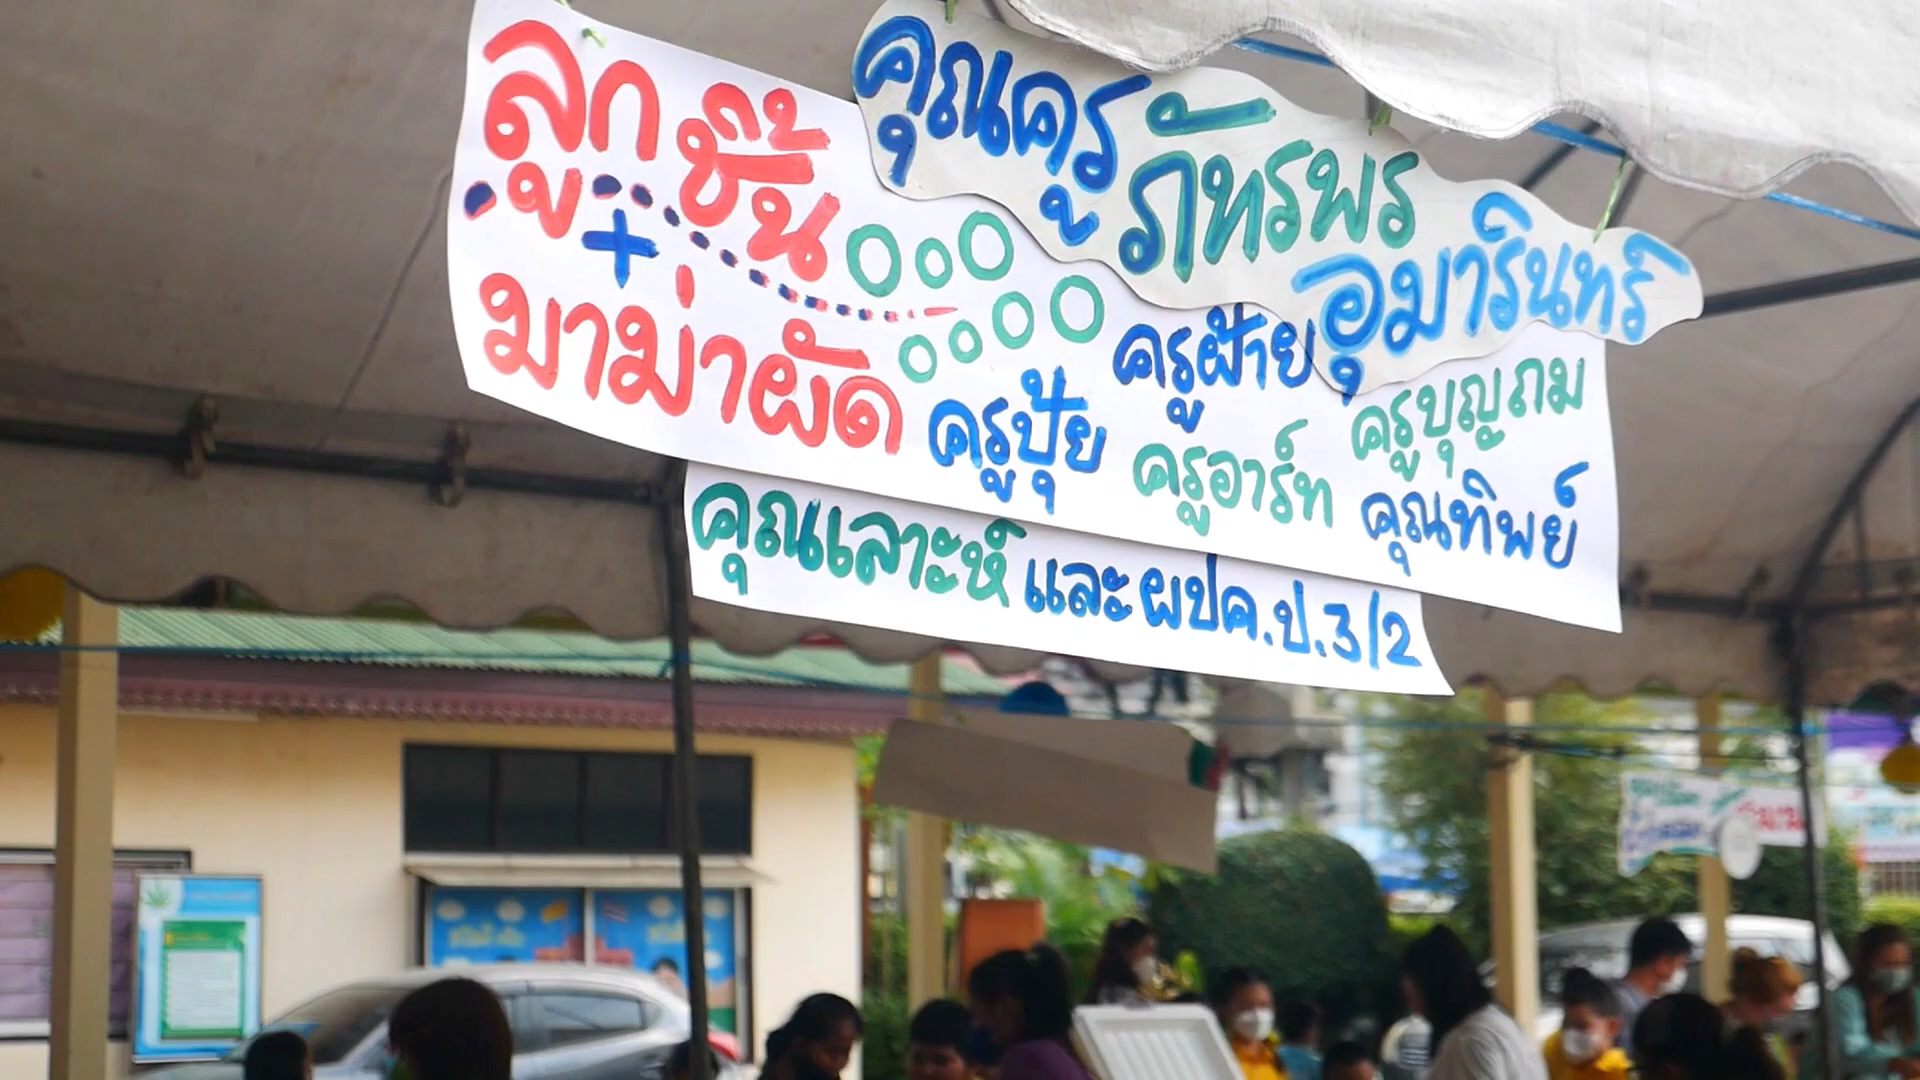 คุณครู
ภัทรพร
อุมารินทร์
ลูกชิ้น
+
มาม่าผัด
ครูปุ้ย ครูฝ้าย
ครูอาร์ท ครูบุญถม
คุณทิพย์
คุณเลาะห์ และ ผปค.ป.3/2